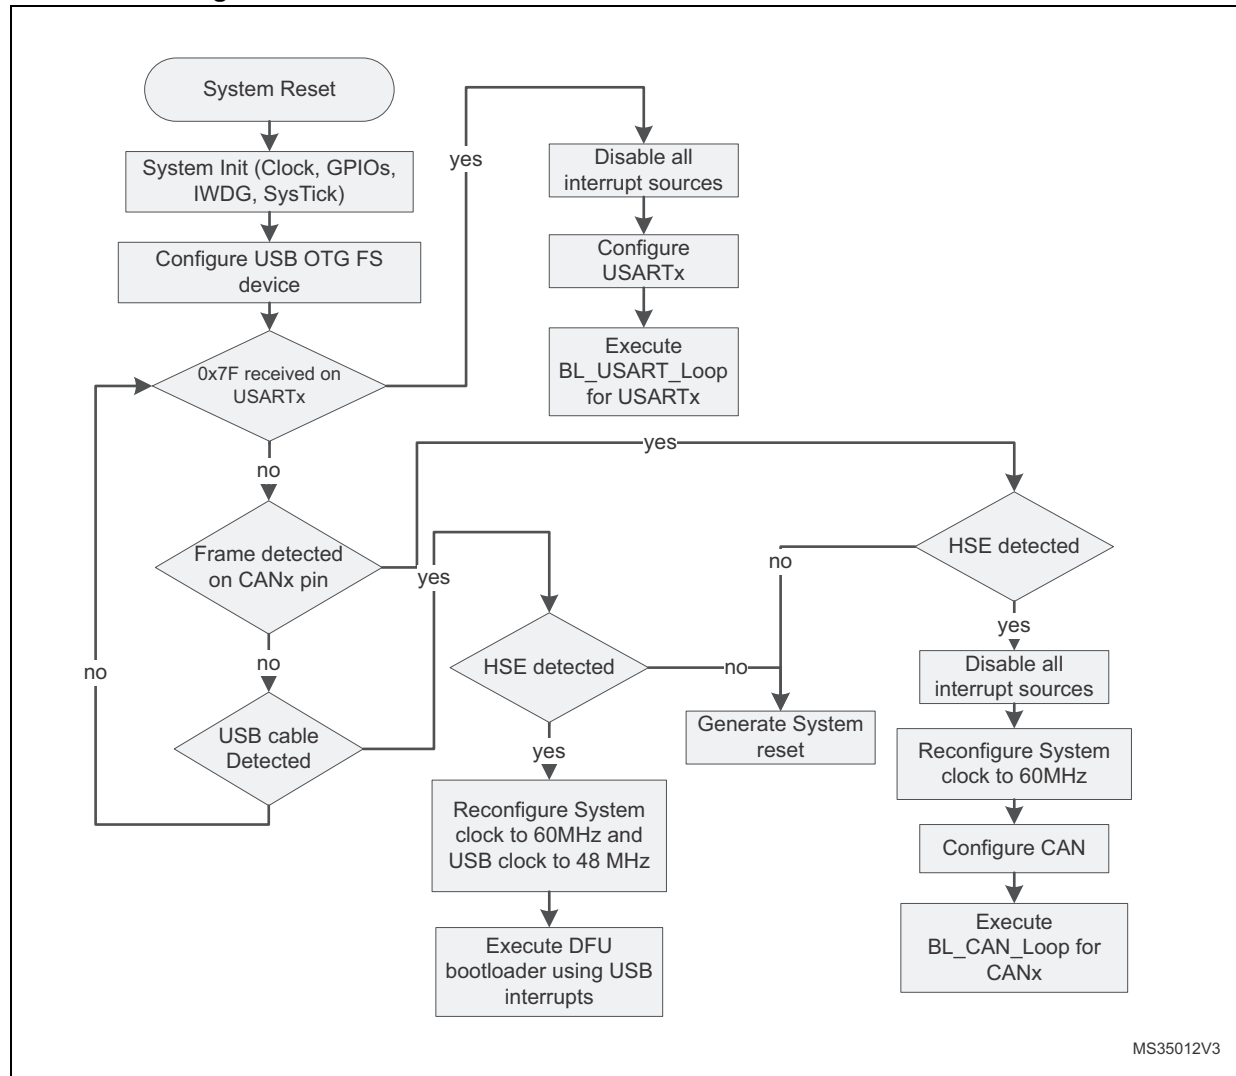 System Reset
System Init (Clock, GPIOs,
IWDG, SysTick)
Configure USB OTG FS
device
0x7F received on
USARTx
yes
Disable all
interrupt sources
Configure
USARTx
Execute
BL_USART_Loop
for USARTx
no
Frame detected
on CANx pin
yes
HSE detected
no
yes
Disable all
interrupt sources
Reconfigure System
clock to 60MHz
Configure CAN
Execute
BL_CAN_Loop for
CANx
no
USB cable
Detected
no
yes
HSE detected
no
Generate System
reset
yes
Reconfigure System
clock to 60MHz and
USB clock to 48 MHz
Execute DFU
bootloader using USB
interrupts
MS35012V3